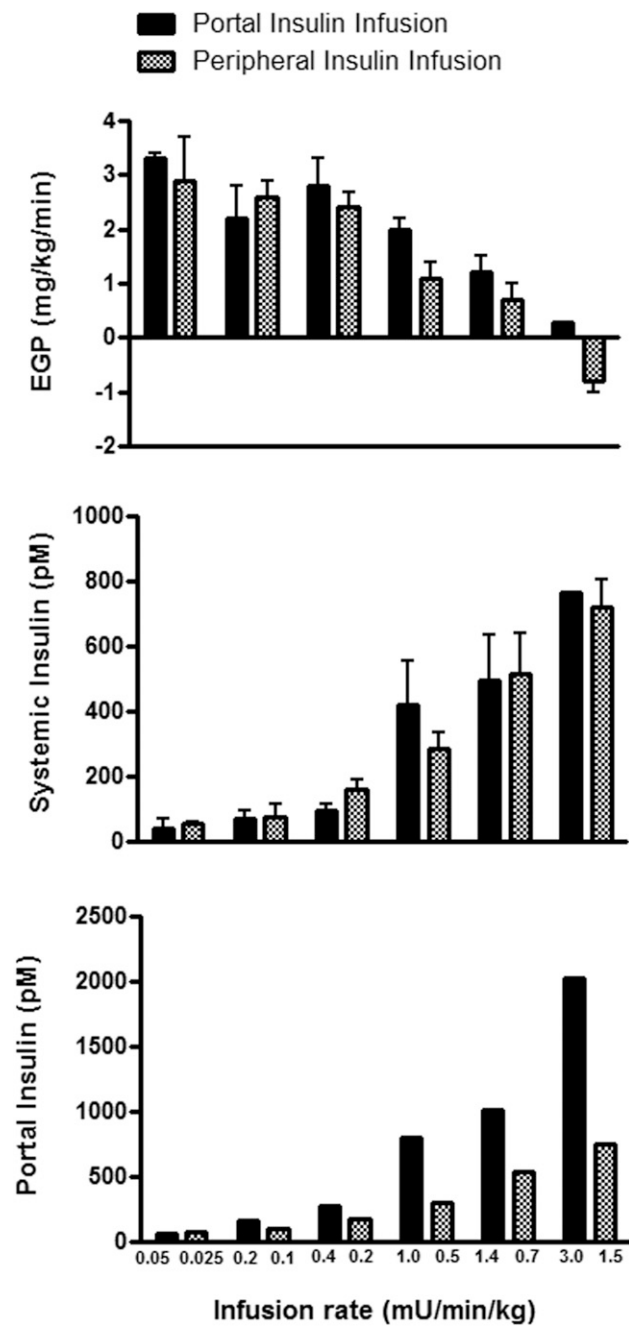 Portal Insulin Infusion
Peripheral Insulin Infusion
EGP (mg/kg/min)
4
3
2
1
0
-1
-2
Systemic Insulin (pM)
1000
800
600
400
200
0
Portal Insulin (pM)
2500
2000
1500
1000
500
0
0.05 0.025 0.2 0.1 0.4 0.2 1.0 0.5 1.4 0.7 3.0 1.5
Infusion rate (mU/min/kg)